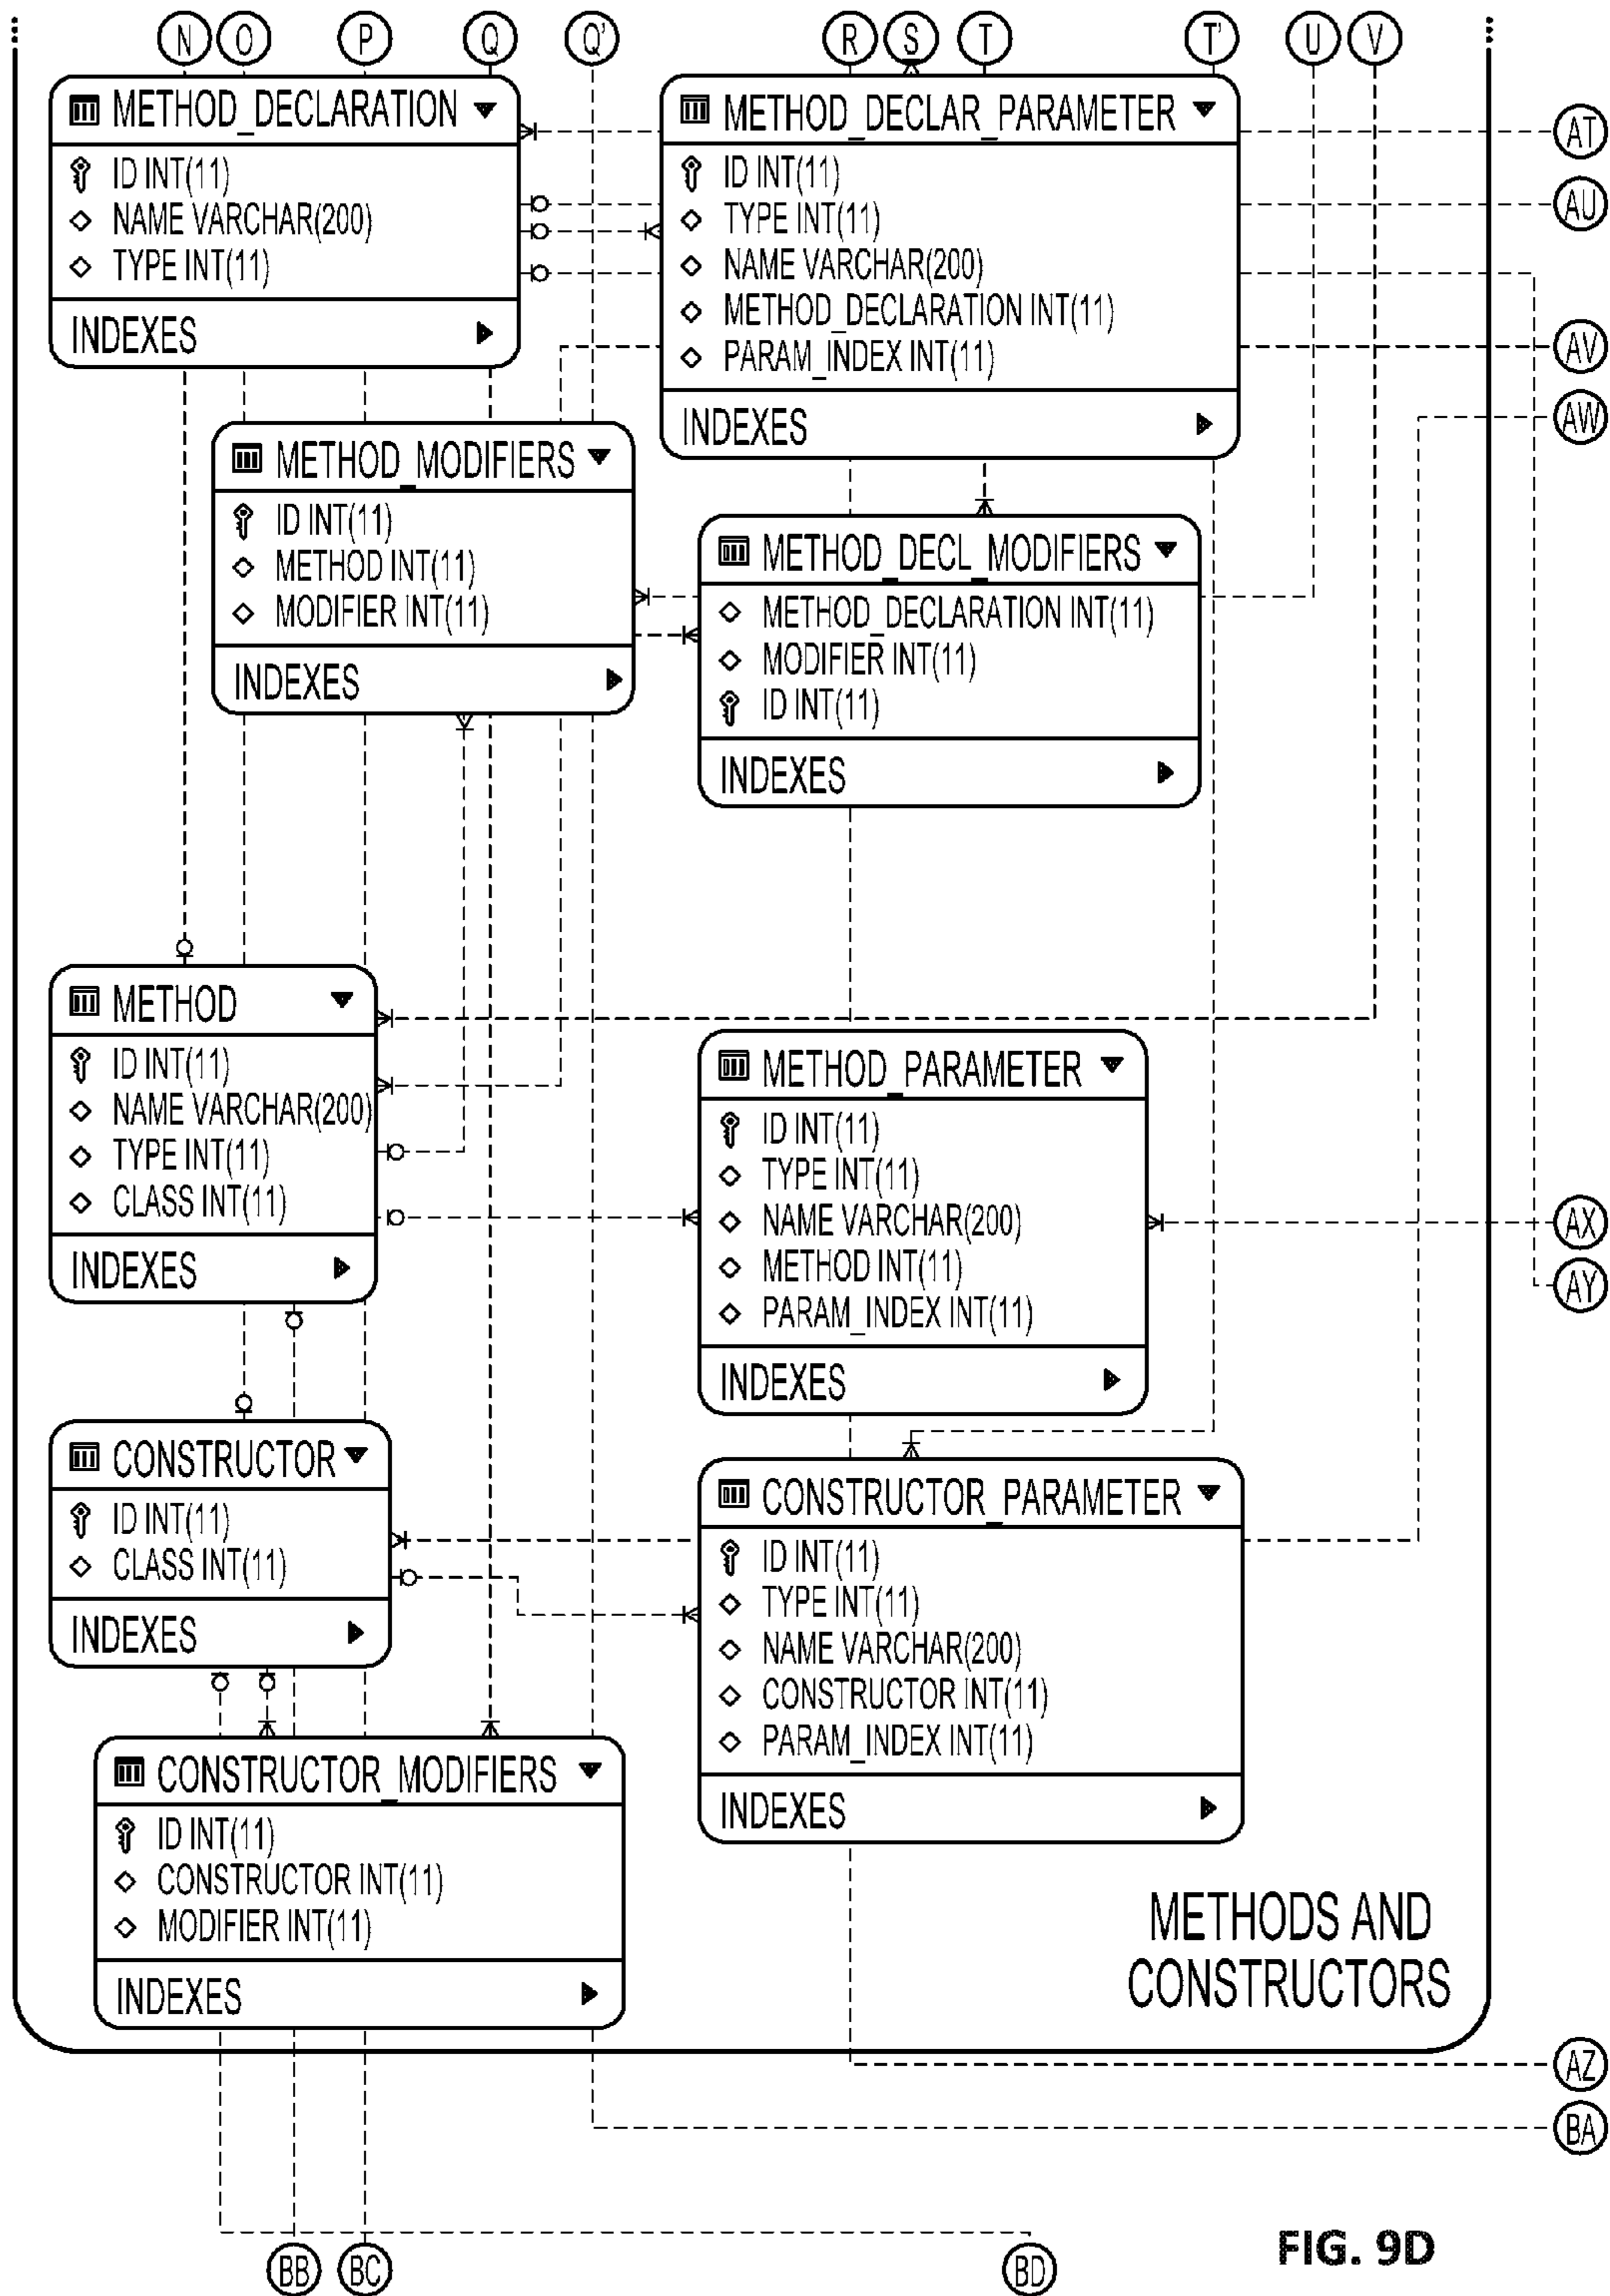 N O P Q Q' R S T T' U V
METHOD_DECLARATION
ID INT(11)
NAME VARCHAR(200)
TYPE INT(11)
INDEXES
METHOD_DECLAR_PARAMETER
ID INT(11)
TYPE INT(11)
NAME VARCHAR(200)
METHOD_DECLARATION INT(11)
PARAM_INDEX INT(11)
INDEXES
AT
AU
AV
AW
METHOD_MODIFIERS
ID INT(11)
METHOD INT(11)
MODIFIER INT(11)
INDEXES
METHOD_DECL_MODIFIERS
METHOD_DECLARATION INT(11)
MODIFIER INT(11)
ID INT(11)
INDEXES
METHOD
ID INT(11)
NAME VARCHAR(200)
TYPE INT(11)
CLASS INT(11)
INDEXES
METHOD_PARAMETER
ID INT(11)
TYPE INT(11)
NAME VARCHAR(200)
METHOD INT(11)
PARAM_INDEX INT(11)
INDEXES
AX
AY
CONSTRUCTOR
ID INT(11)
CLASS INT(11)
INDEXES
CONSTRUCTOR_PARAMETER
ID INT(11)
TYPE INT(11)
NAME VARCHAR(200)
CONSTRUCTOR INT(11)
PARAM_INDEX INT(11)
INDEXES
CONSTRUCTOR_MODIFIERS
ID INT(11)
CONSTRUCTOR INT(11)
MODIFIER INT(11)
INDEXES
METHODS AND
CONSTRUCTORS
AZ
BA
BB BC BD
FIG. 9D